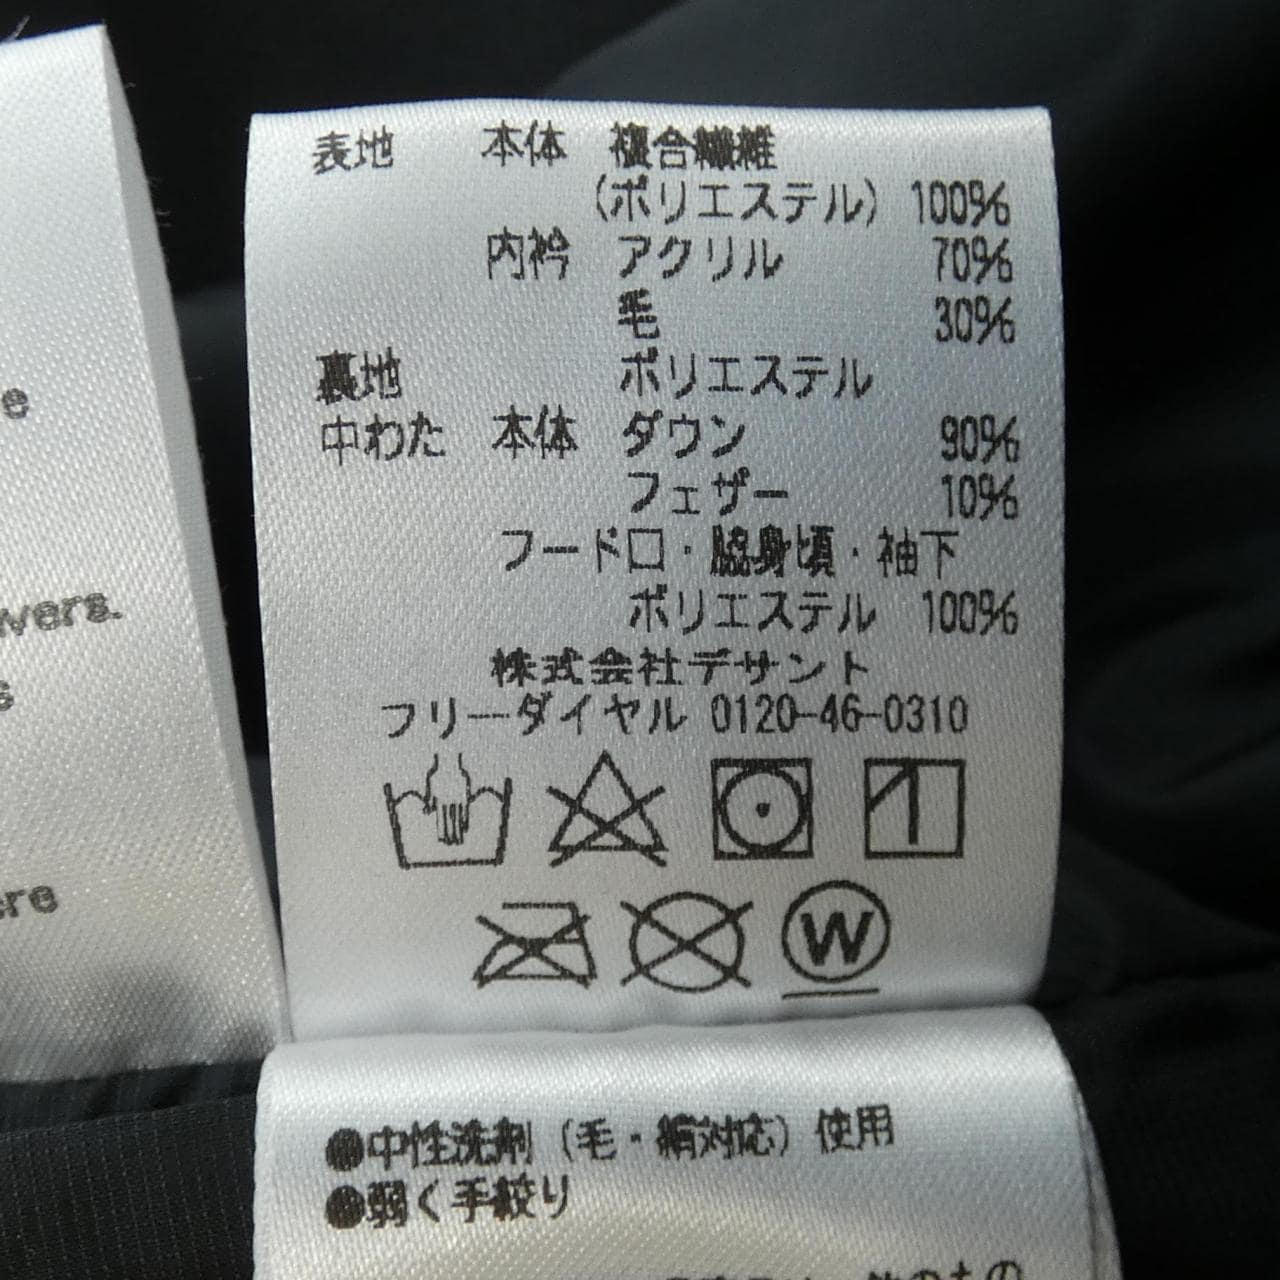 表地 本体 複合繊維
(ポリエステル) 100%
内衿 アクリル 70%
毛 30%
裏地 ポリエステル
中わた 本体 ダウン 90%
フェザー 10%
フード口・脇身頃・袖下
ポリエステル 100%
株式会社デサント
フリーダイヤル 0120-46-0310
W
●中性洗剤(毛・絹対応)使用
●弱く手絞り
e
wers.
s
ere